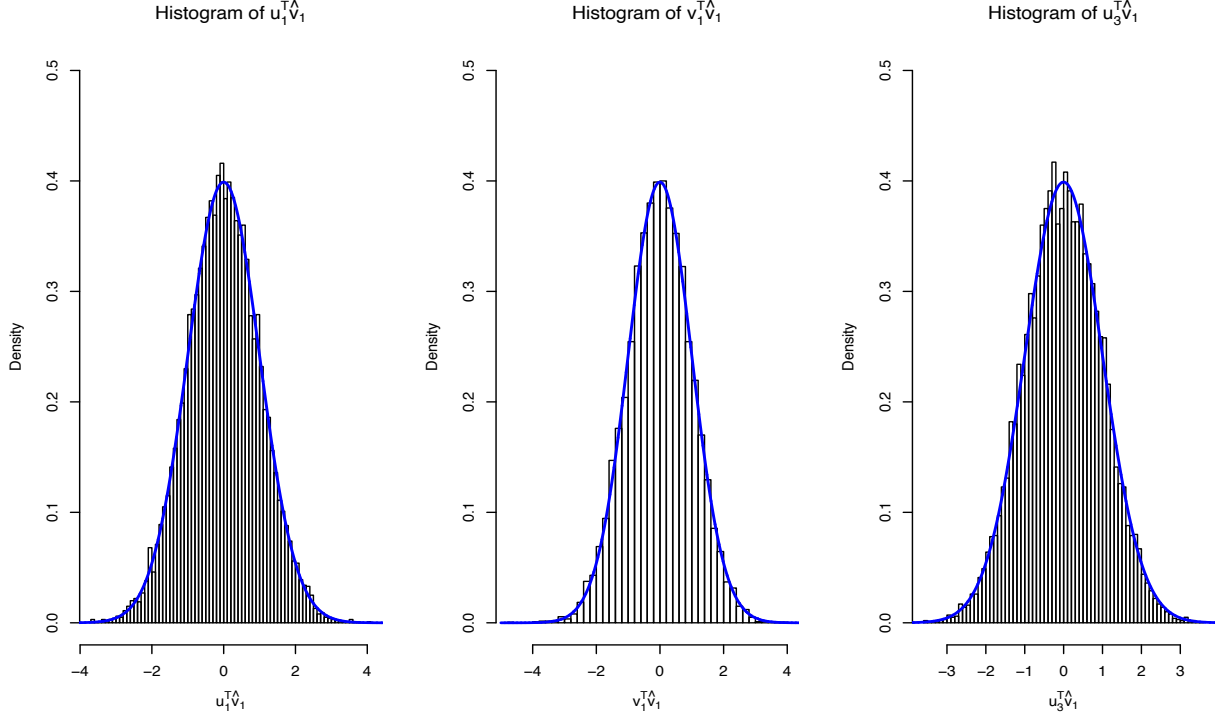 Histogram of u₁ᵀv̂₁
Histogram of v₁ᵀv̂₁
Histogram of u₃ᵀv̂₁
0.5
0.4
0.3
0.2
0.1
0.0
Density
−4 −2 0 2 4
u₁ᵀv̂₁
0.5
0.4
0.3
0.2
0.1
0.0
Density
−4 −2 0 2 4
v₁ᵀv̂₁
0.5
0.4
0.3
0.2
0.1
0.0
Density
−3 −2 −1 0 1 2 3
u₃ᵀv̂₁